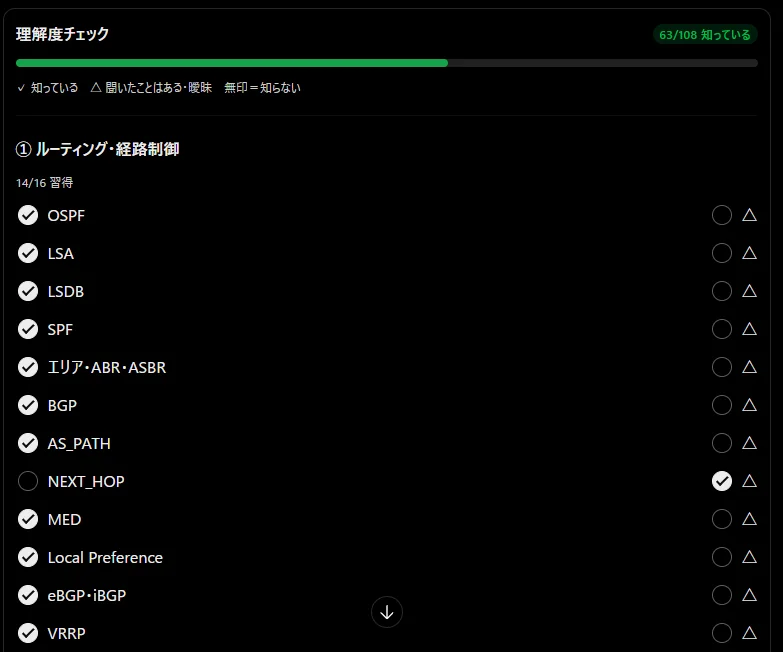 理解度チェック
63/108 知っている
✓ 知っている △ 聞いたことはある・曖昧 無印＝知らない
① ルーティング・経路制御
14/16 習得
OSPF △
LSA △
LSDB △
SPF △
エリア・ABR・ASBR △
BGP △
AS_PATH △
NEXT_HOP △
MED △
Local Preference △
eBGP・iBGP △
VRRP △